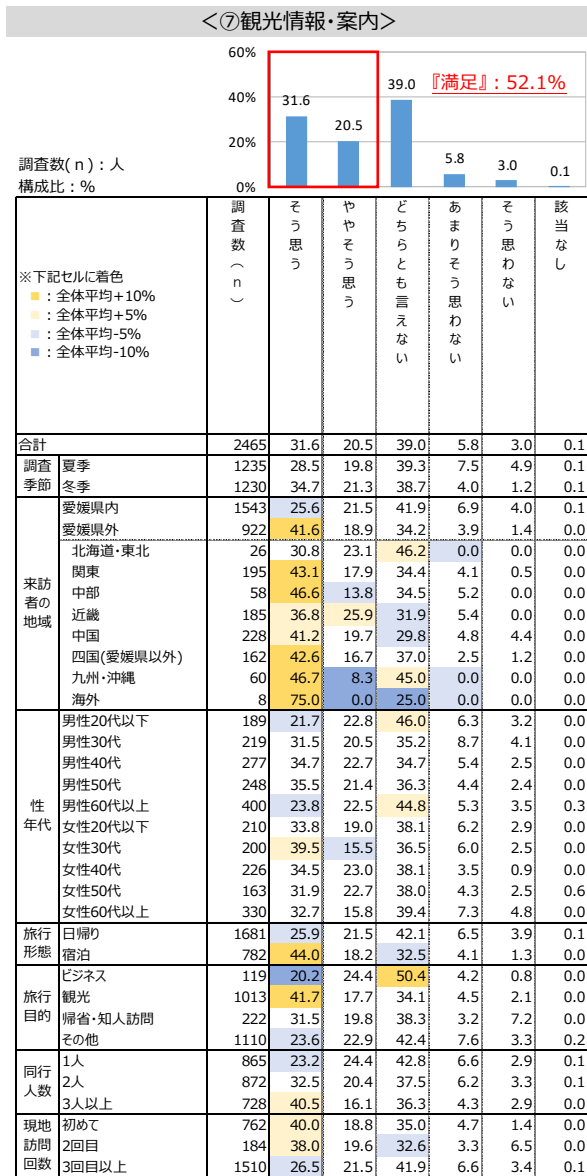 <⑦観光情報・案内>
60%
40%
20%
0%
31.6
20.5
39.0
5.8
3.0
0.1
『満足』：52.1%
調査数(ｎ)：人
構成比：%
※下記セルに着色
■：全体平均+10%
■：全体平均+5%
■：全体平均-5%
■：全体平均-10%
調査数（ｎ）
そう思う
ややそう思う
どちらとも言えない
あまりそう思わない
そう思わない
該当なし
合計 2465 31.6 20.5 39.0 5.8 3.0 0.1
調査季節
夏季 1235 28.5 19.8 39.3 7.5 4.9 0.1
冬季 1230 34.7 21.3 38.7 4.0 1.2 0.1
来訪者の地域
愛媛県内 1543 25.6 21.5 41.9 6.9 4.0 0.1
愛媛県外 922 41.6 18.9 34.2 3.9 1.4 0.0
北海道・東北 26 30.8 23.1 46.2 0.0 0.0 0.0
関東 195 43.1 17.9 34.4 4.1 0.5 0.0
中部 58 46.6 13.8 34.5 5.2 0.0 0.0
近畿 185 36.8 25.9 31.9 5.4 0.0 0.0
中国 228 41.2 19.7 29.8 4.8 4.4 0.0
四国(愛媛県以外) 162 42.6 16.7 37.0 2.5 1.2 0.0
九州・沖縄 60 46.7 8.3 45.0 0.0 0.0 0.0
海外 8 75.0 0.0 25.0 0.0 0.0 0.0
性年代
男性20代以下 189 21.7 22.8 46.0 6.3 3.2 0.0
男性30代 219 31.5 20.5 35.2 8.7 4.1 0.0
男性40代 277 34.7 22.7 34.7 5.4 2.5 0.0
男性50代 248 35.5 21.4 36.3 4.4 2.4 0.0
男性60代以上 400 23.8 22.5 44.8 5.3 3.5 0.3
女性20代以下 210 33.8 19.0 38.1 6.2 2.9 0.0
女性30代 200 39.5 15.5 36.5 6.0 2.5 0.0
女性40代 226 34.5 23.0 38.1 3.5 0.9 0.0
女性50代 163 31.9 22.7 38.0 4.3 2.5 0.6
女性60代以上 330 32.7 15.8 39.4 7.3 4.8 0.0
旅行形態
日帰り 1681 25.9 21.5 42.1 6.5 3.9 0.1
宿泊 782 44.0 18.2 32.5 4.1 1.3 0.0
旅行目的
ビジネス 119 20.2 24.4 50.4 4.2 0.8 0.0
観光 1013 41.7 17.7 34.1 4.5 2.1 0.0
帰省・知人訪問 222 31.5 19.8 38.3 3.2 7.2 0.0
その他 1110 23.6 22.9 42.4 7.6 3.3 0.2
同行人数
1人 865 23.2 24.4 42.8 6.6 2.9 0.1
2人 872 32.5 20.4 37.5 6.2 3.3 0.1
3人以上 728 40.5 16.1 36.3 4.3 2.9 0.0
現地訪問回数
初めて 762 40.0 18.8 35.0 4.7 1.4 0.0
2回目 184 38.0 19.6 32.6 3.3 6.5 0.0
3回目以上 1510 26.5 21.5 41.9 6.6 3.4 0.1